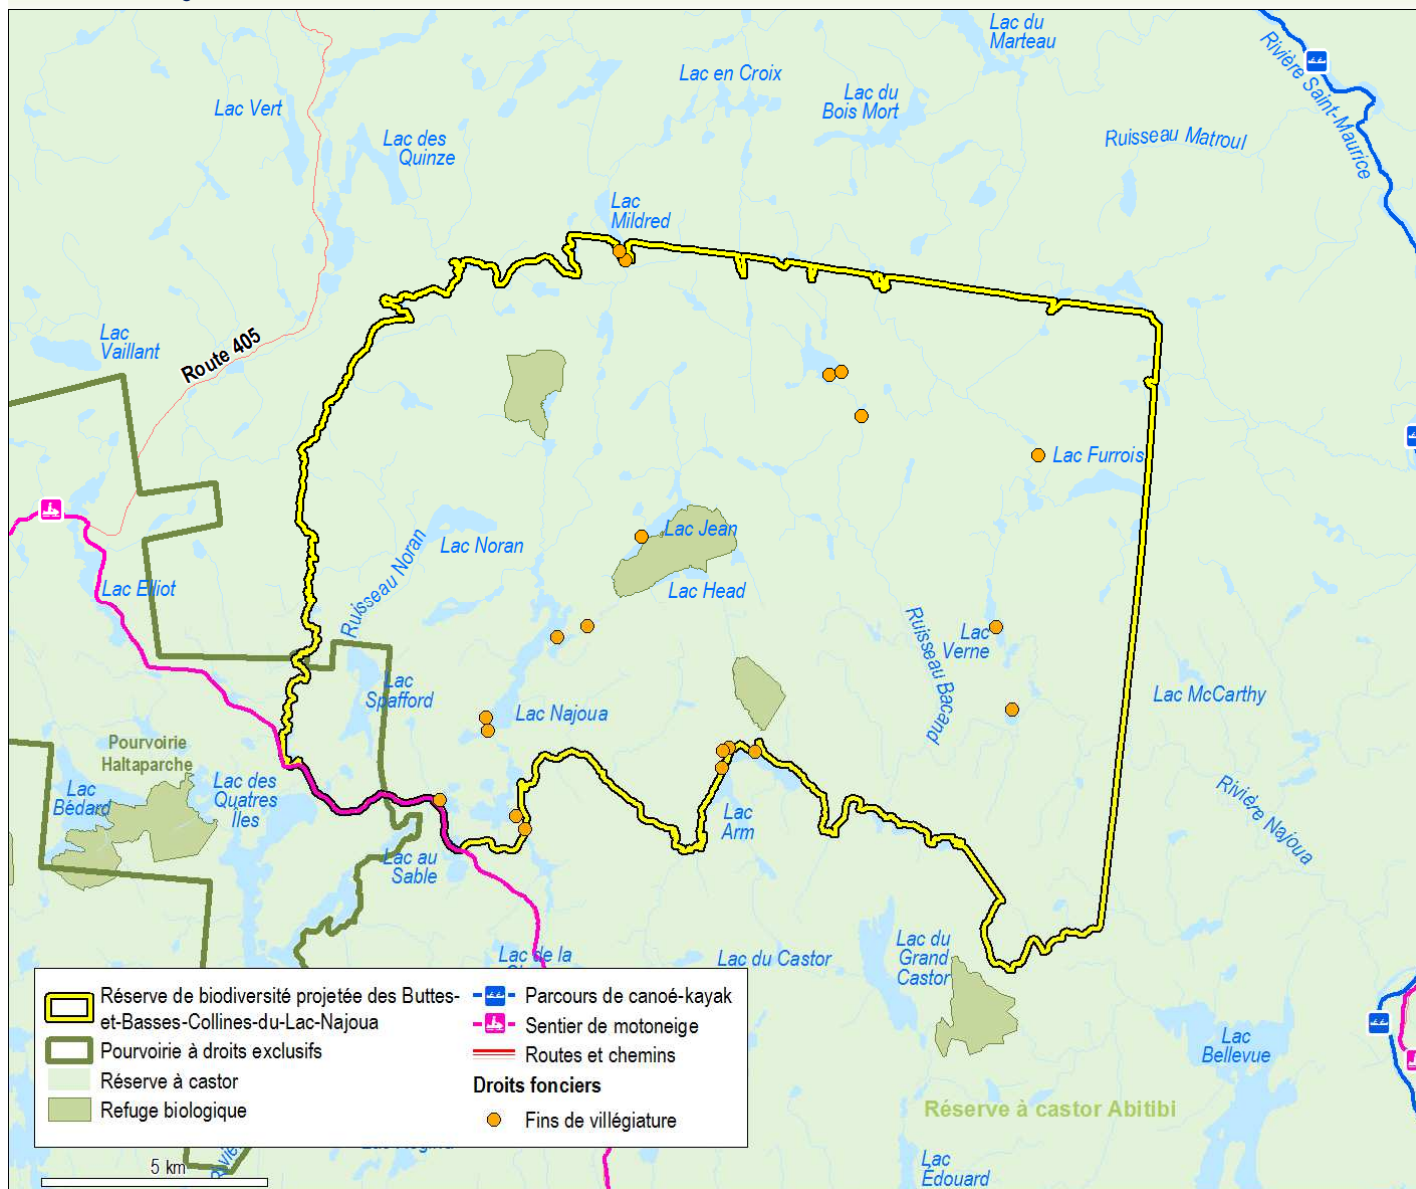 Lac du
Marteau
Lac en Croix
Lac du
Bois Mort
Rivière Saint-Maurice
Lac Vert
Lac des
Quinze
Ruisseau Matroul
Lac
Mildred
Lac
Vaillant
Route 405
Lac Furrois
Lac Jean
Lac Noran
Ruisseau Noran
Lac Elliot
Lac Head
Ruisseau Bacand
Lac
Verne
Lac
Spafford
Lac McCarthy
Lac Najoua
Pourvoirie
Haltaparche
Lac
Bédard
Lac des
Quatres
Îles
Rivière Najoua
Lac
Arm
Lac au
Sable
Lac de la
Lac du Castor
Lac du
Grand
Castor
Lac
Bellevue
Réserve à castor Abitibi
Lac
Édouard
Réserve de biodiversité projetée des Buttes-
et-Basses-Collines-du-Lac-Najoua
Pourvoirie à droits exclusifs
Réserve à castor
Refuge biologique
Parcours de canoé-kayak
Sentier de motoneige
Routes et chemins
Droits fonciers
Fins de villégiature
5 km